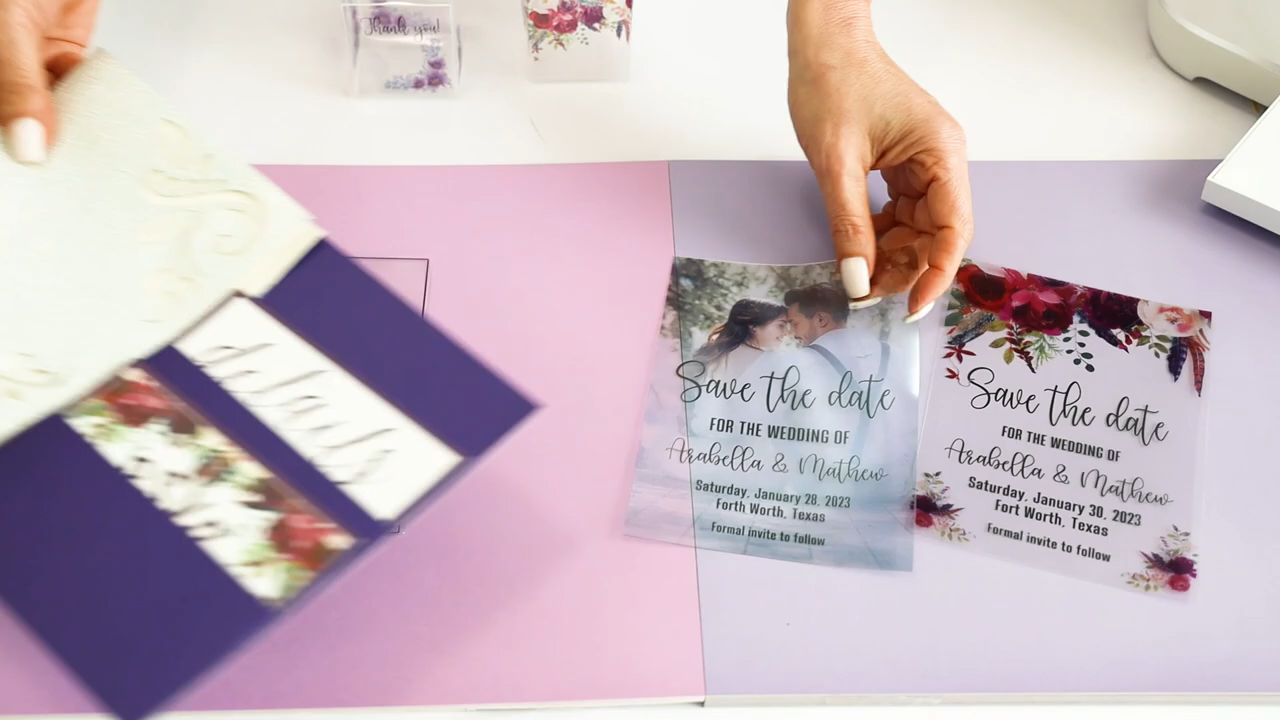 Thank you!
details
Save the date
FOR THE WEDDING OF
Arabella & Mathew
Saturday, January 28, 2023
Forth Worth, Texas
Formal invite to follow
Save the date
FOR THE WEDDING OF
Arabella & Mathew
Saturday, January 30, 2023
Fort Worth, Texas
Formal invite to follow